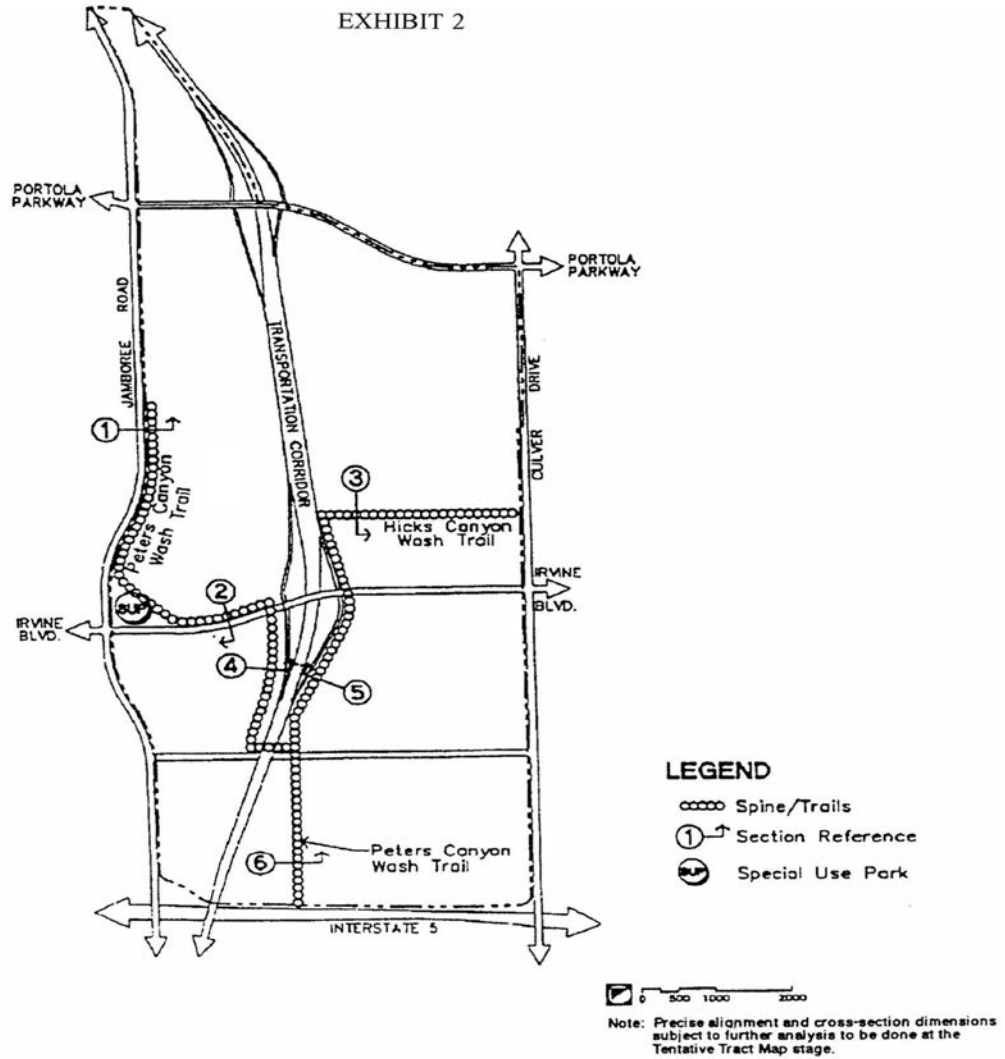 EXHIBIT 2
PORTOLA
PARKWAY
PORTOLA
PARKWAY
JAMBOREE ROAD
TRANSPORTATION CORRIDOR
CULVER DRIVE
1
Peters Canyon
Wash Trail
3
Hicks Canyon
Wash Trail
2
SUP
IRVINE
BLVD.
IRVINE
BLVD.
4
5
6
Peters Canyon
Wash Trail
INTERSTATE 5
LEGEND
Spine/Trails
1 Section Reference
SUP Special Use Park
0 500 1000 2000
Note: Precise alignment and cross-section dimensions
subject to further analysis to be done at the
Tentative Tract Map stage.